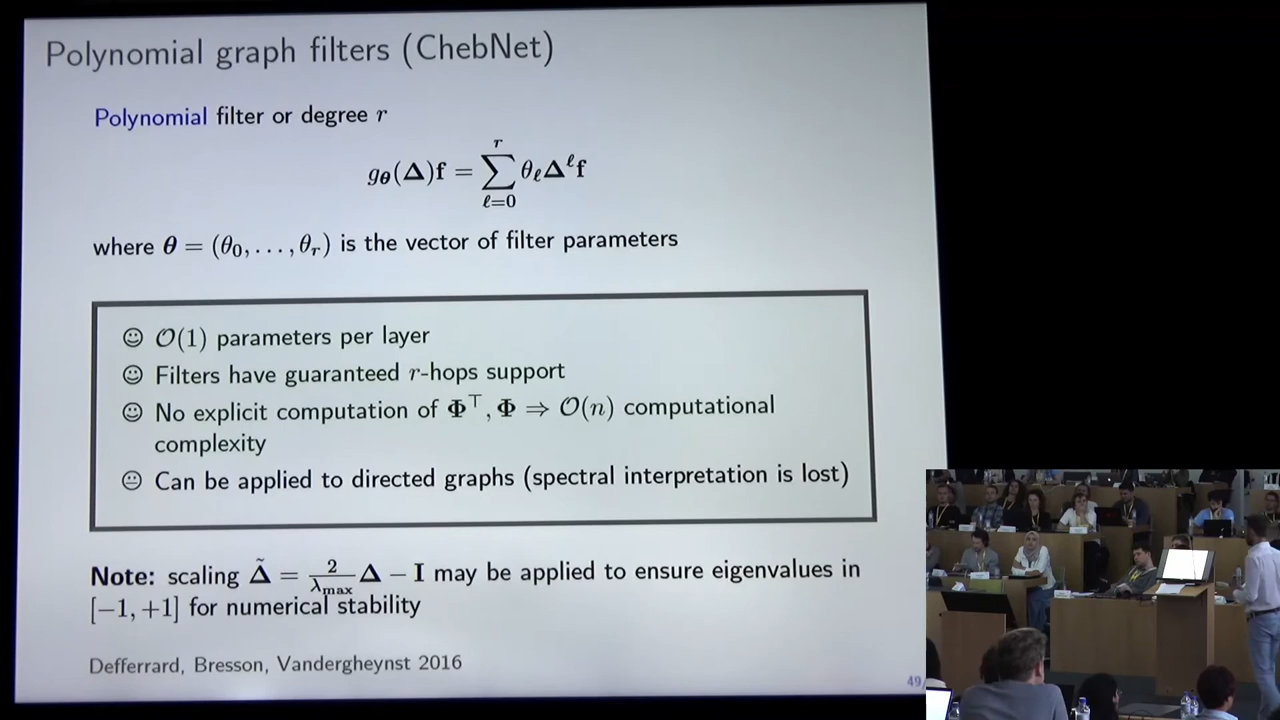 Polynomial graph filters (ChebNet)
Polynomial filter or degree r
g_θ(Δ)f = ∑_{ℓ=0}^{r} θ_ℓ Δ^ℓ f
where θ = (θ₀, . . . , θ_r) is the vector of filter parameters
☺ 𝒪(1) parameters per layer
☺ Filters have guaranteed r-hops support
☺ No explicit computation of Φ^⊤, Φ ⇒ 𝒪(n) computational
complexity
😐 Can be applied to directed graphs (spectral interpretation is lost)
Note: scaling Δ̃ = 2/λ_max Δ − I may be applied to ensure eigenvalues in
[−1, +1] for numerical stability
Defferrard, Bresson, Vandergheynst 2016
49